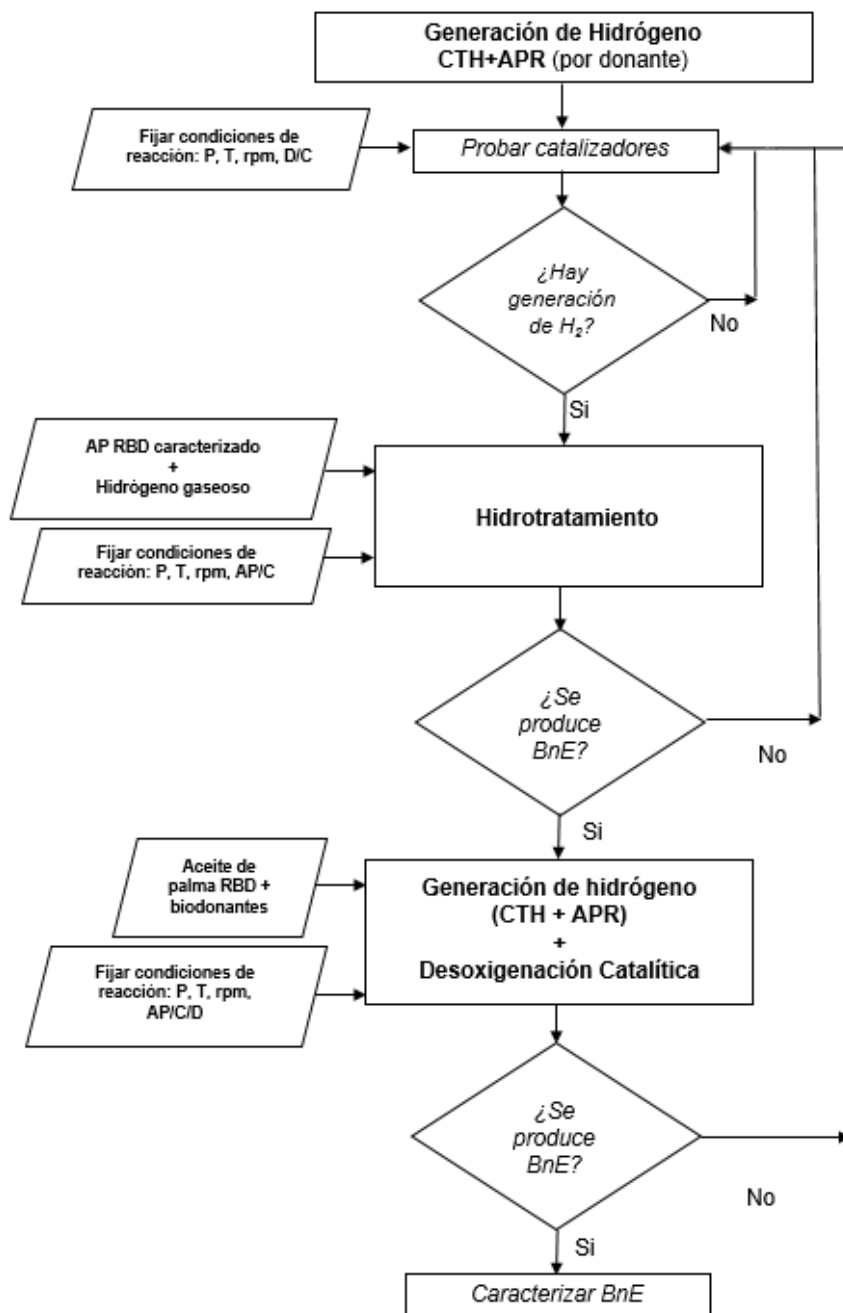 Generación de Hidrógeno
CTH+APR (por donante)
Fijar condiciones de
reacción: P, T, rpm, D/C
Probar catalizadores
¿Hay
generación
de H₂?
No
Si
AP RBD caracterizado
+
Hidrógeno gaseoso
Fijar condiciones de
reacción: P, T, rpm, AP/C
Hidrotratamiento
¿Se
produce
BnE?
No
Si
Aceite de
palma RBD +
biodonantes
Fijar condiciones de
reacción: P, T, rpm,
AP/C/D
Generación de hidrógeno
(CTH + APR)
+
Desoxigenación Catalítica
¿Se
produce
BnE?
No
Si
Caracterizar BnE